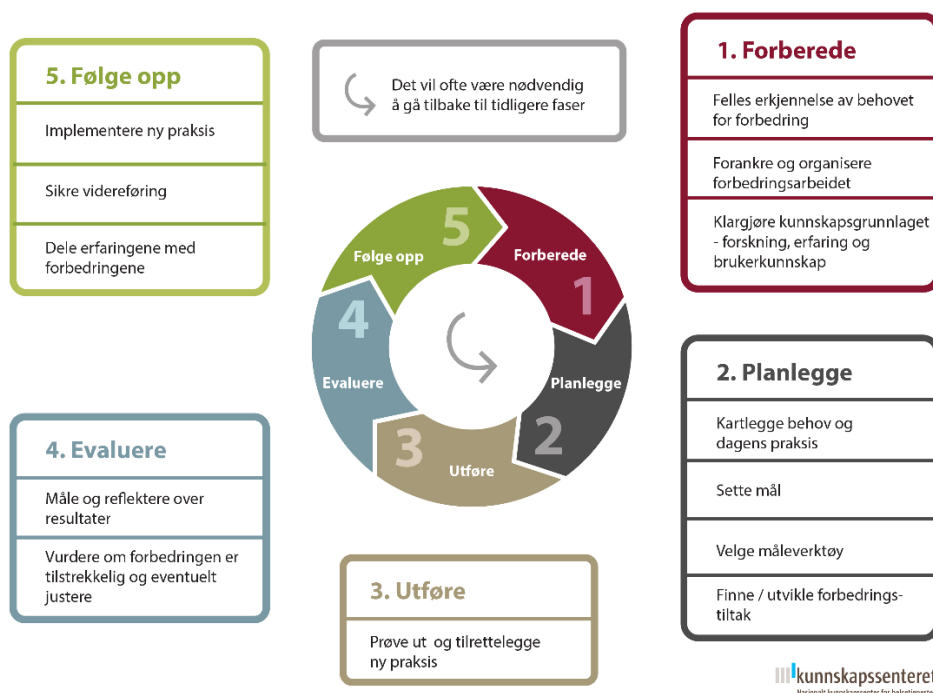 5. Følge opp
Implementere ny praksis
Sikre videreføring
Dele erfaringene med
forbedringene
Det vil ofte være nødvendig
å gå tilbake til tidligere faser
1. Forberede
Felles erkjennelse av behovet
for forbedring
Forankre og organisere
forbedringsarbeidet
Klargjøre kunnskapsgrunnlaget
- forskning, erfaring og
brukerkunnskap
5
Følge opp
Forberede
1
4
Evaluere
Planlegge
2
3
Utføre
2. Planlegge
Kartlegge behov og
dagens praksis
Sette mål
Velge måleverktøy
Finne / utvikle forbedrings-
tiltak
4. Evaluere
Måle og reflektere over
resultater
Vurdere om forbedringen er
tilstrekkelig og eventuelt
justere
3. Utføre
Prøve ut og tilrettelegge
ny praksis
kunnskapssenteret
Nasjonalt kunnskapssenter for